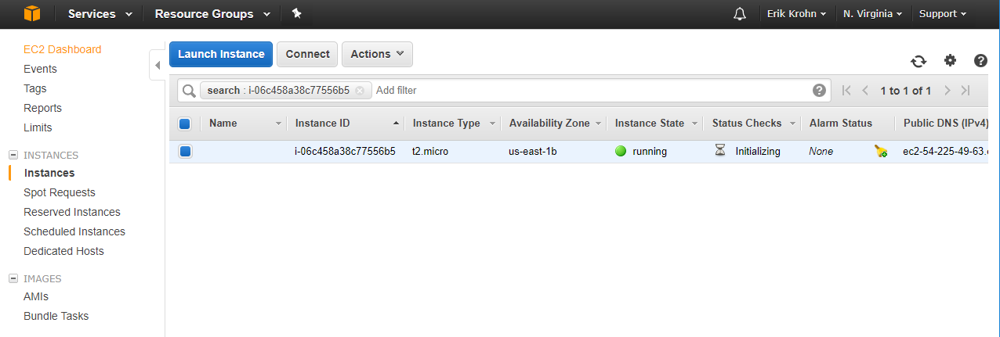 Services Resource Groups Erik Krohn N. Virginia Support
EC2 Dashboard
Events
Tags
Reports
Limits
INSTANCES
Instances
Spot Requests
Reserved Instances
Scheduled Instances
Dedicated Hosts
IMAGES
AMIs
Bundle Tasks
Launch Instance Connect Actions
search : i-06c458a38c77556b5 Add filter 1 to 1 of 1
Name Instance ID Instance Type Availability Zone Instance State Status Checks Alarm Status Public DNS (IPv4)
i-06c458a38c77556b5 t2.micro us-east-1b running Initializing None ec2-54-225-49-63.